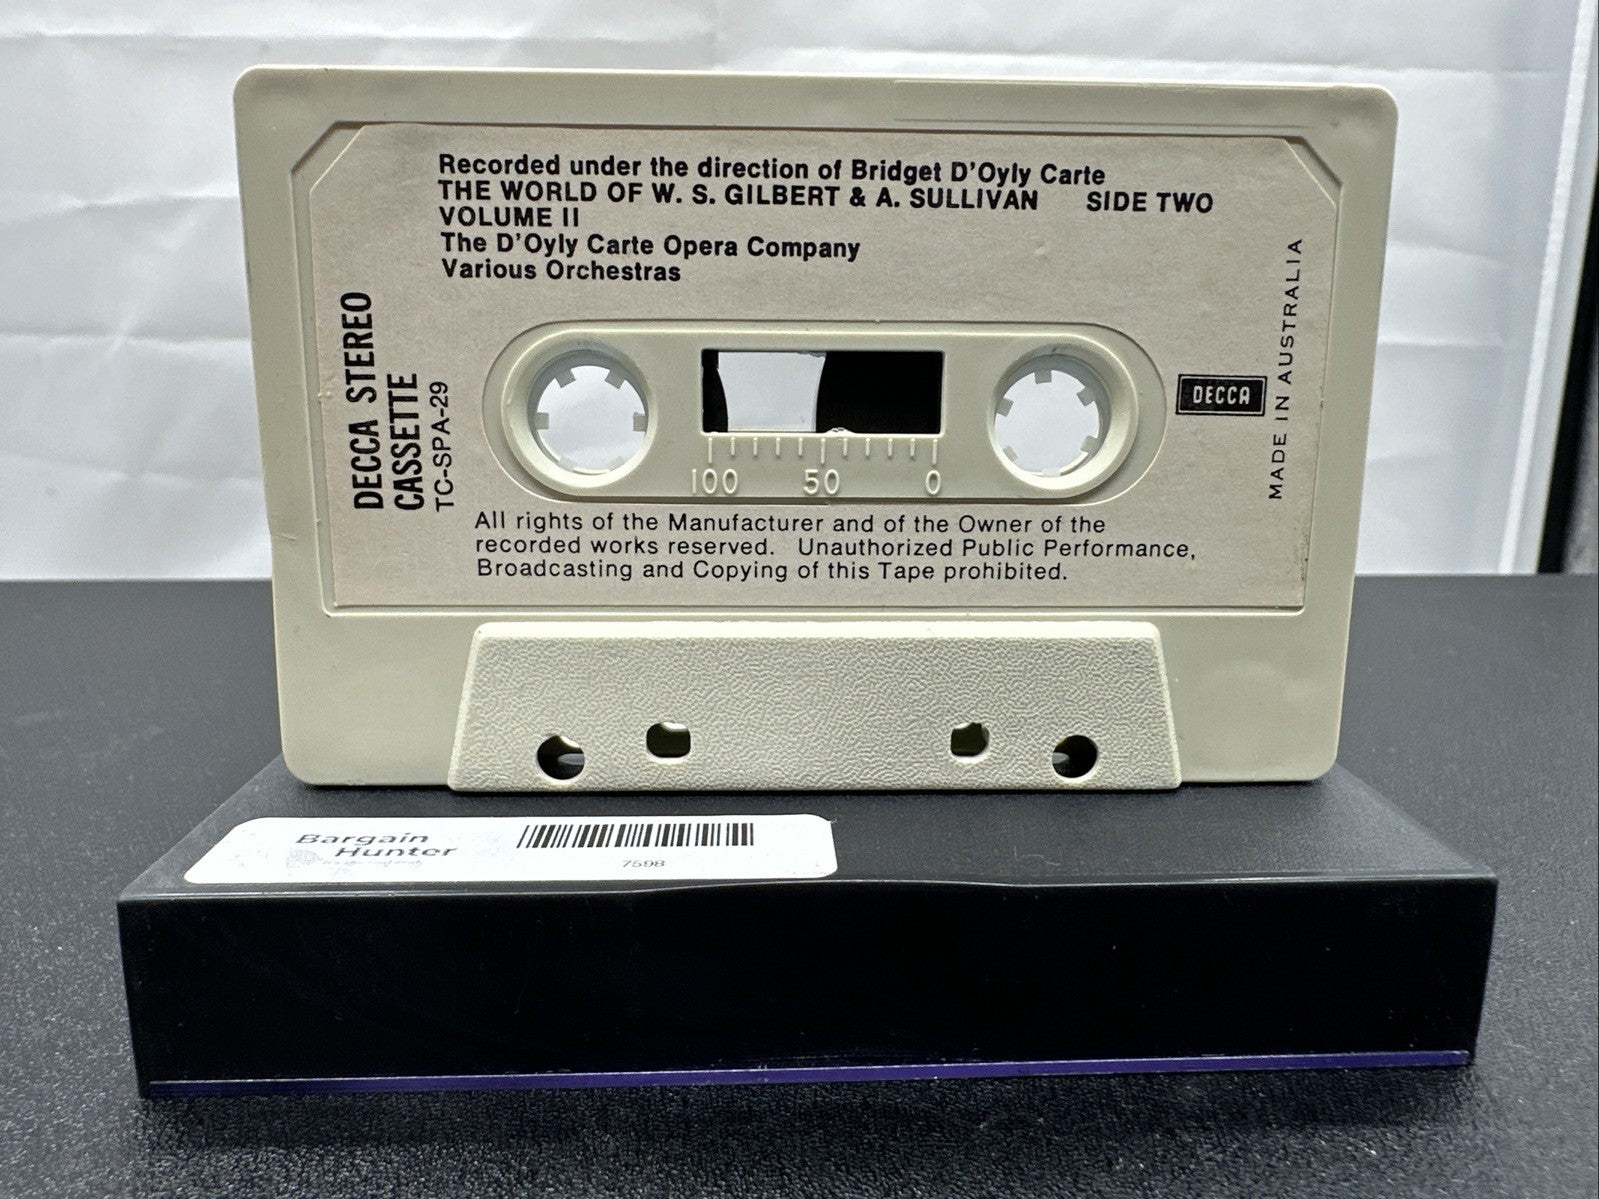 Recorded under the direction of Bridget D'Oyly Carte
THE WORLD OF W. S. GILBERT & A. SULLIVAN SIDE TWO
VOLUME II
The D'Oyly Carte Opera Company
Various Orchestras
DECCA STEREO
CASSETTE
TC-SPA-29
100 50 0
DECCA
MADE IN AUSTRALIA
All rights of the Manufacturer and of the Owner of the
recorded works reserved. Unauthorized Public Performance,
Broadcasting and Copying of this Tape prohibited.
Bargain
Hunter
7598